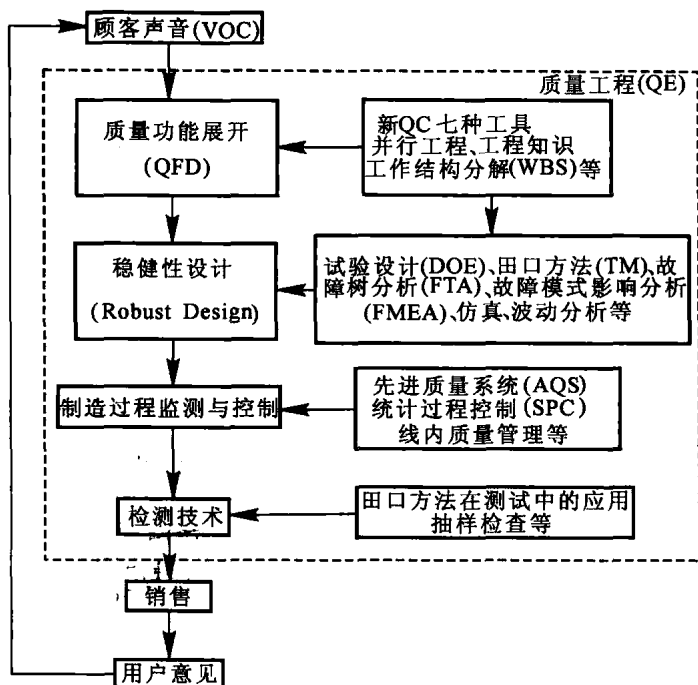 顾客声音(VOC)
质量工程(QE)
质量功能展开
(QFD)
新QC七种工具
并行工程、工程知识
工作结构分解(WBS)等
稳健性设计
(Robust Design)
试验设计(DOE)、田口方法(TM)、故
障树分析(FTA)、故障模式影响分析
(FMEA)、仿真、波动分析等
制造过程监测与控制
先进质量系统(AQS)
统计过程控制(SPC)
线内质量管理等
检测技术
田口方法在测试中的应用
抽样检查等
销售
用户意见